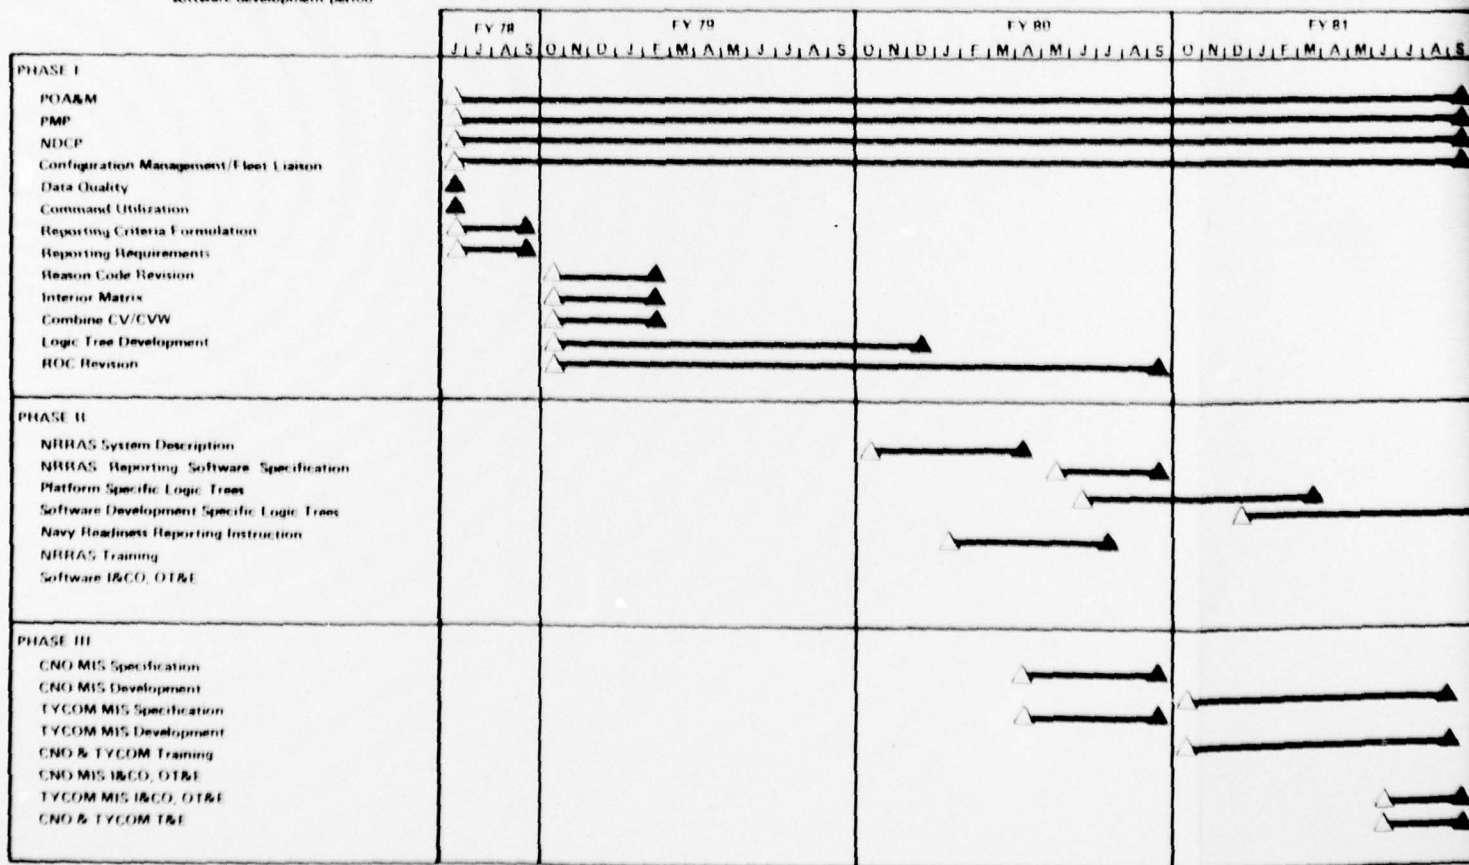 software development period
FY 78 FY 79 FY 80 FY 81
J J A S O N D J F M A M J J A S O N D J F M A M J J A S O N D J F M A M J J A S
PHASE I
POA&M
PMP
NDCP
Configuration Management/Fleet Liaison
Data Quality
Command Utilization
Reporting Criteria Formulation
Reporting Requirements
Reason Code Revision
Interior Matrix
Combine CV/CVW
Logic Tree Development
ROC Revision
PHASE II
NRRAS System Description
NRRAS Reporting Software Specification
Platform Specific Logic Trees
Software Development Specific Logic Trees
Navy Readiness Reporting Instruction
NRRAS Training
Software I&CO, OT&E
PHASE III
CNO MIS Specification
CNO MIS Development
TYCOM MIS Specification
TYCOM MIS Development
CNO & TYCOM Training
CNO MIS I&CO, OT&E
TYCOM MIS I&CO, OT&E
CNO & TYCOM T&E